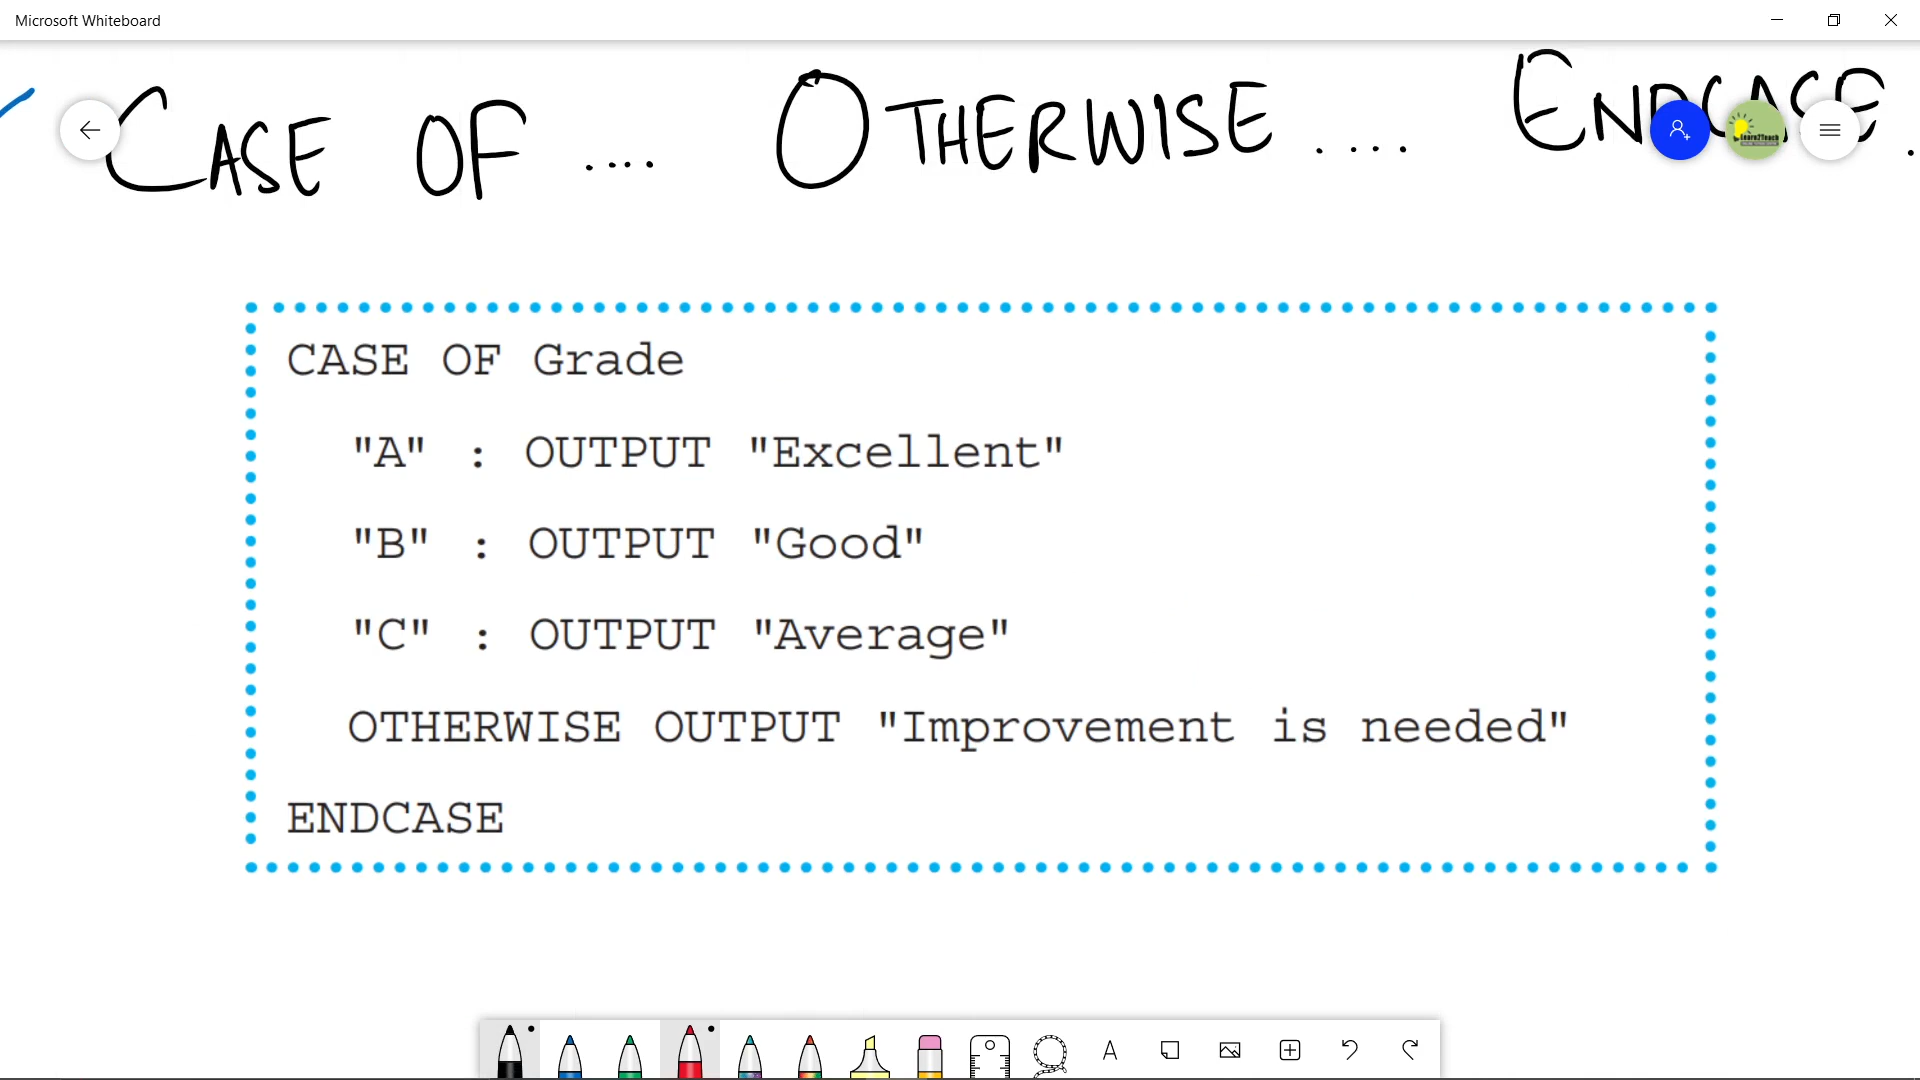 Microsoft Whiteboard
CASE OF .... OTHERWISE .... ENDCASE.
CASE OF Grade
"A" : OUTPUT "Excellent"
"B" : OUTPUT "Good"
"C" : OUTPUT "Average"
OTHERWISE OUTPUT "Improvement is needed"
ENDCASE
Learn2Teach
A